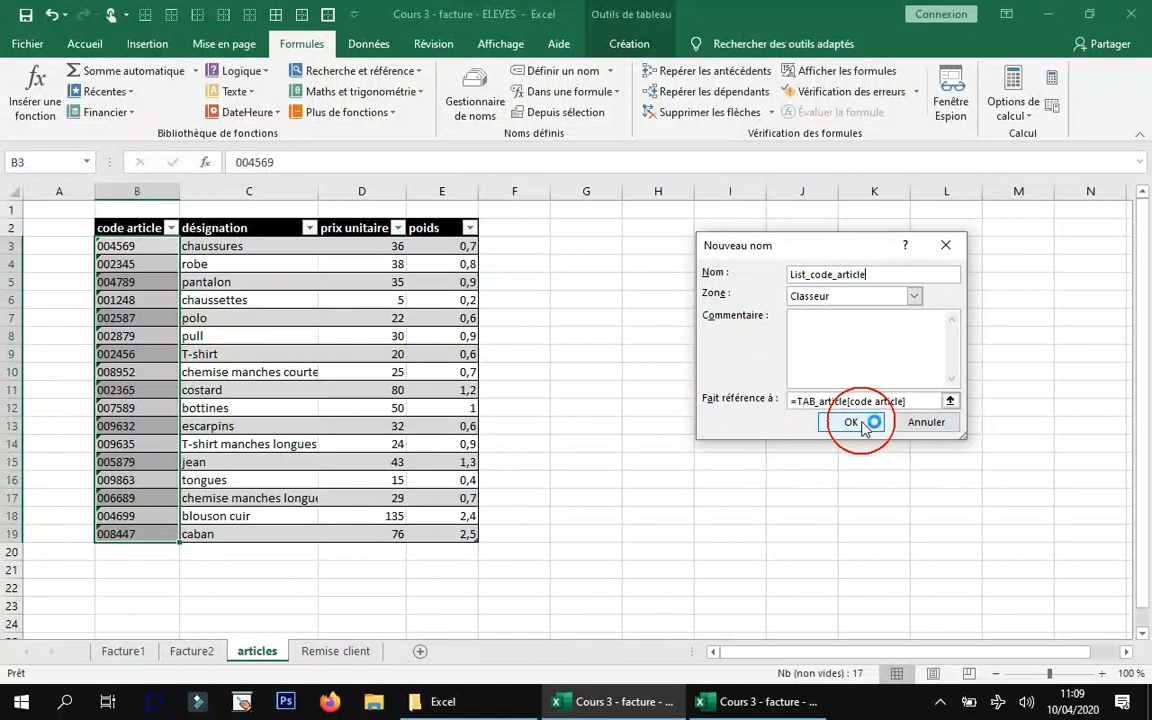 Cours 3 - facture - ELEVES - Excel
Outils de tableau
Connexion
Fichier Accueil Insertion Mise en page Formules Données Révision Affichage Aide Création Rechercher des outils adaptés Partager
Insérer une fonction
Somme automatique
Récentes
Financier
Logique
Texte
DateHeure
Recherche et référence
Maths et trigonométrie
Plus de fonctions
Bibliothèque de fonctions
Gestionnaire de noms
Définir un nom
Dans une formule
Depuis sélection
Noms définis
Repérer les antécédents
Repérer les dépendants
Supprimer les flèches
Afficher les formules
Vérification des erreurs
Évaluer la formule
Vérification des formules
Fenêtre Espion
Options de calcul
Calcul
B3 fx 004569
A B C D E F G H I J K L M N
1
2 code article désignation prix unitaire poids
3 004569 chaussures 36 0,7
4 002345 robe 38 0,8
5 004789 pantalon 35 0,9
6 001248 chaussettes 5 0,2
7 002587 polo 22 0,6
8 002879 pull 30 0,9
9 002456 T-shirt 20 0,6
10 008952 chemise manches courte 25 0,7
11 002365 costard 80 1,2
12 007589 bottines 50 1
13 009632 escarpins 32 0,6
14 009635 T-shirt manches longues 24 0,9
15 005879 jean 43 1,3
16 009863 tongues 15 0,4
17 006689 chemise manches longue 29 0,7
18 004699 blouson cuir 135 2,4
19 008447 caban 76 2,5
20
21
22
23
24
Nouveau nom ?
Nom : List_code_article
Zone : Classeur
Commentaire :
Fait référence à : =TAB_article[code article]
OK Annuler
Facture1 Facture2 articles Remise client
Prêt Nb (non vides) : 17 100 %
Ps Excel Cours 3 - facture - ... Cours 3 - facture - ... 11:09
10/04/2020